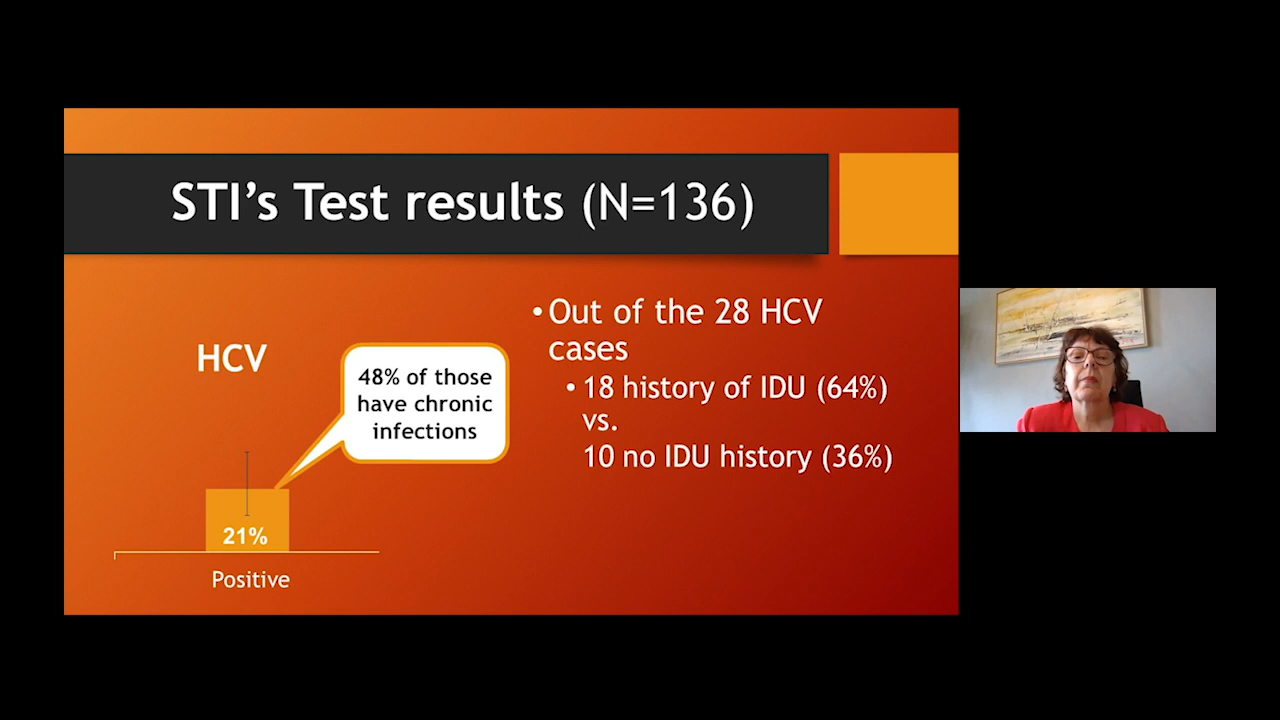 STI’s Test results (N=136)
HCV
48% of those
have chronic
infections
21%
Positive
•Out of the 28 HCV
cases
•18 history of IDU (64%)
vs.
10 no IDU history (36%)